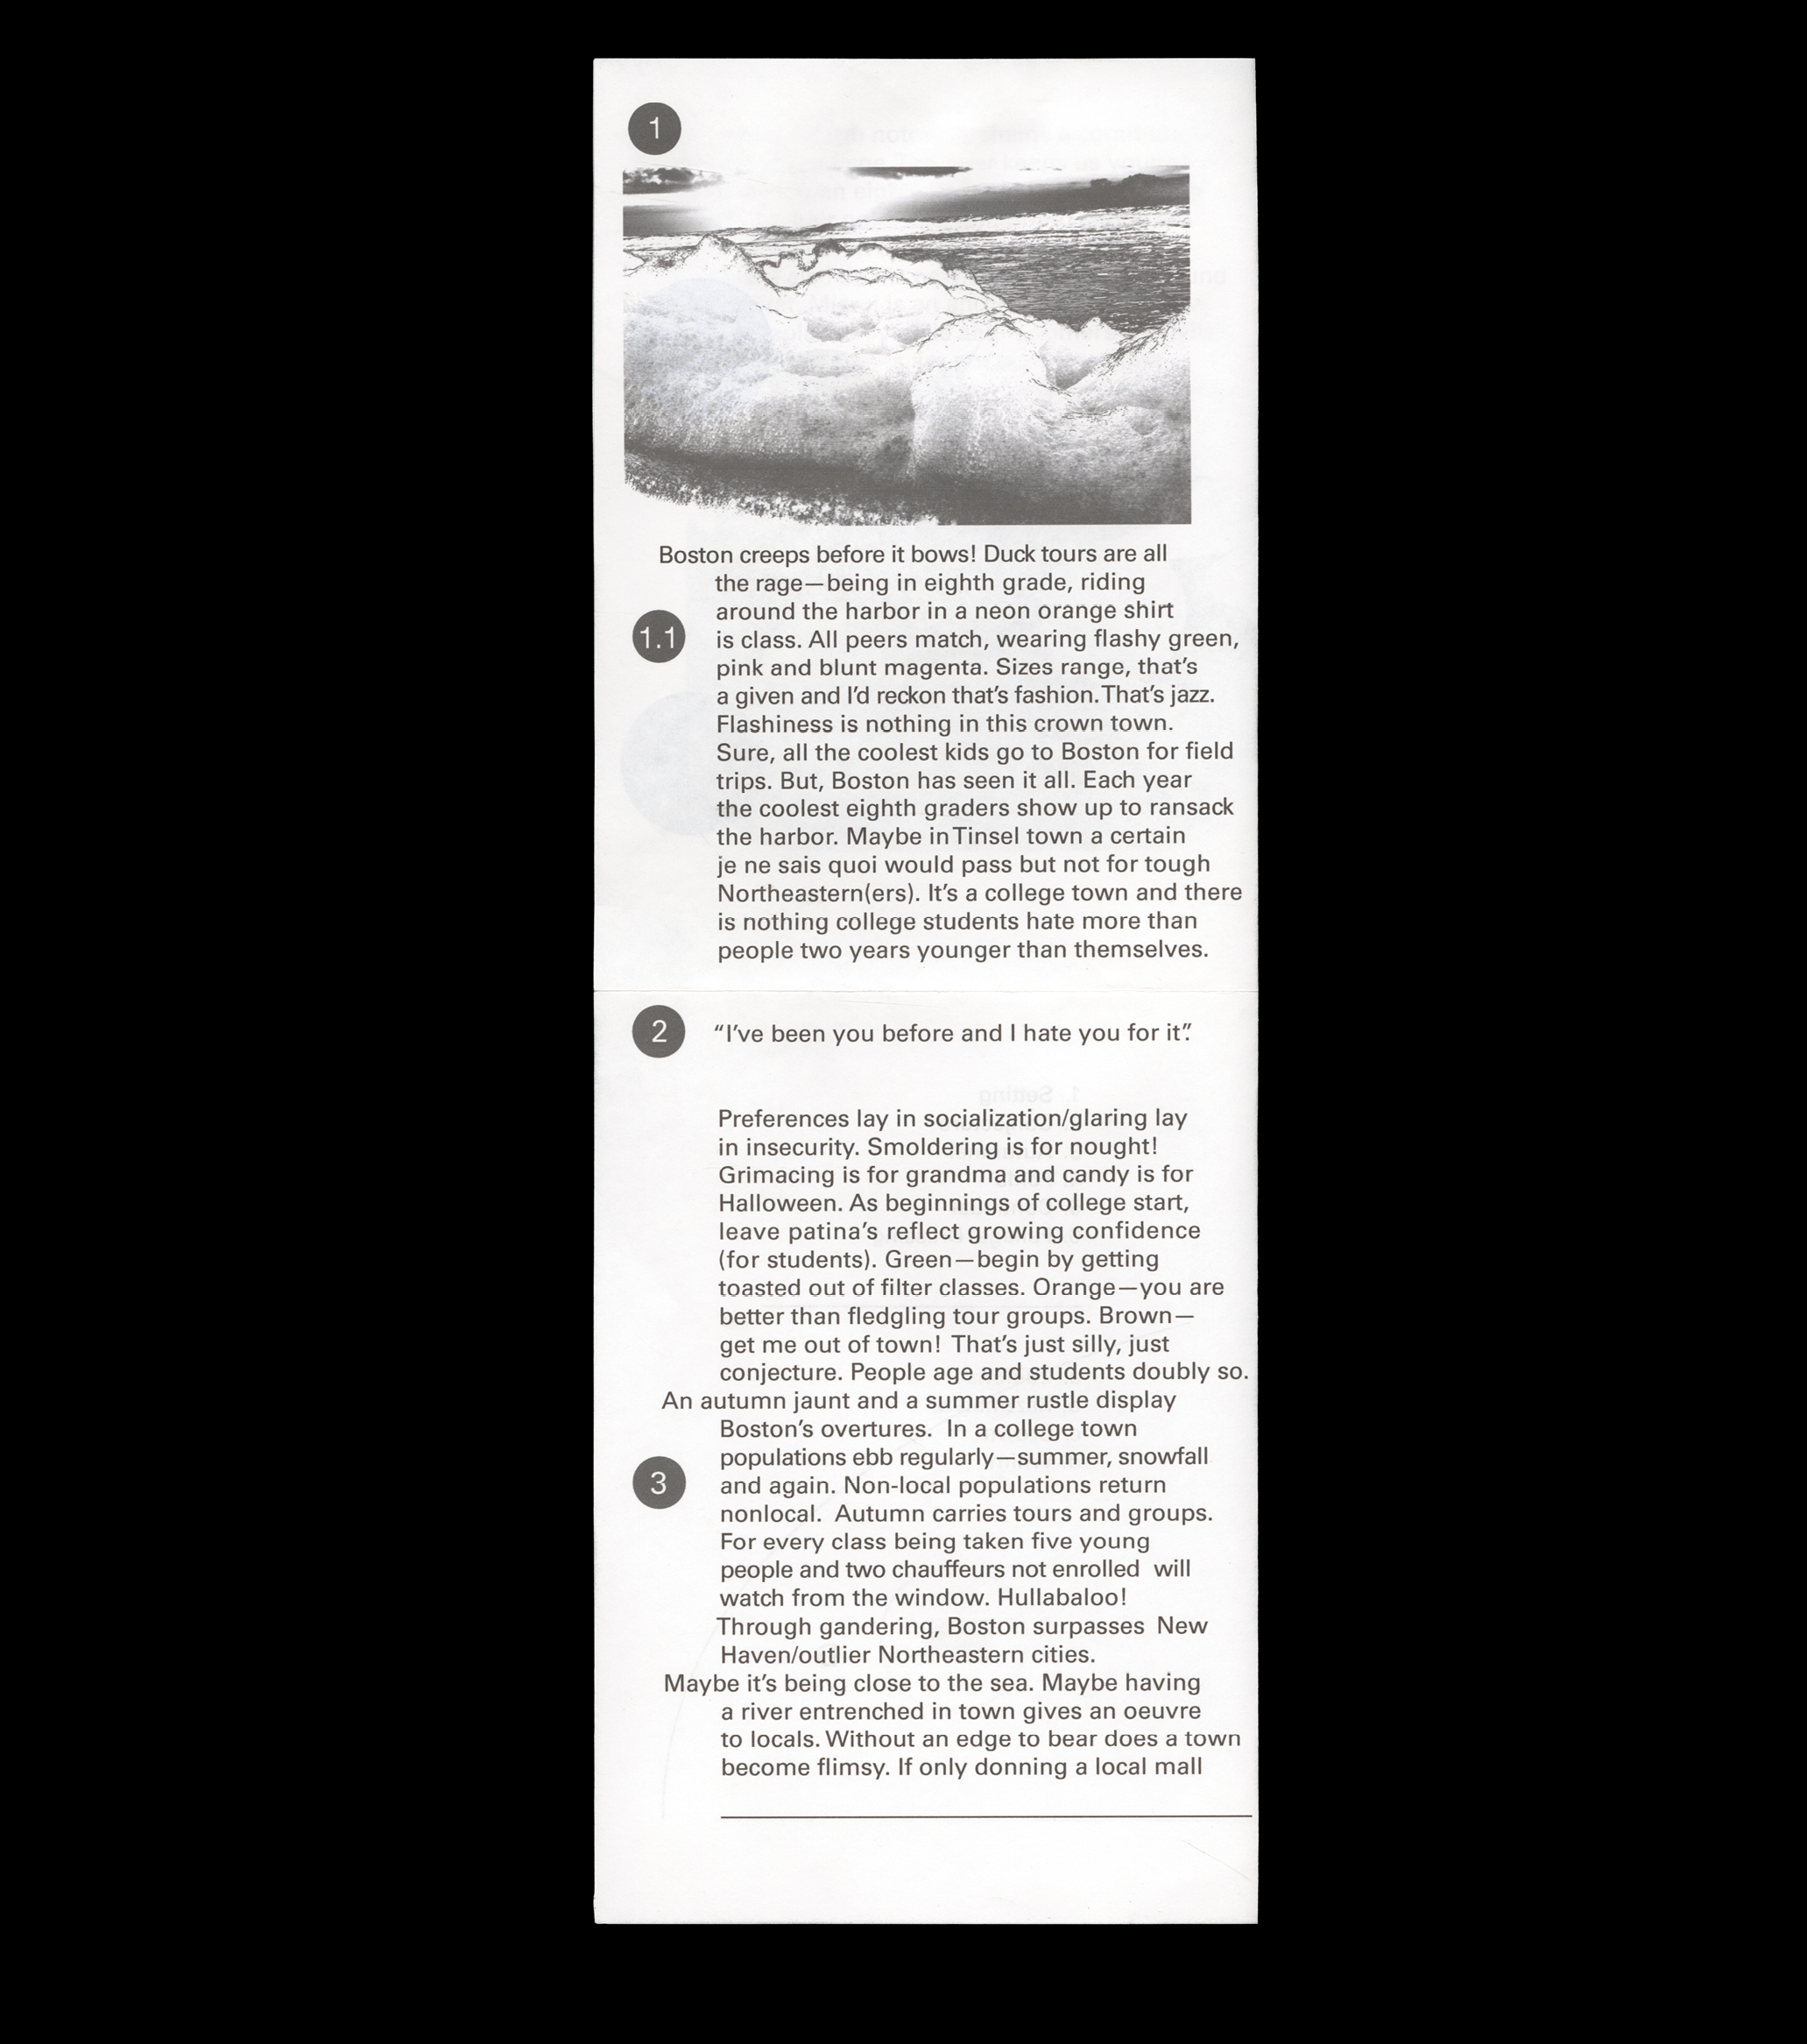 1
Boston creeps before it bows! Duck tours are all
the rage—being in eighth grade, riding
around the harbor in a neon orange shirt
1.1
is class. All peers match, wearing flashy green,
pink and blunt magenta. Sizes range, that's
a given and I'd reckon that's fashion. That's jazz.
Flashiness is nothing in this crown town.
Sure, all the coolest kids go to Boston for field
trips. But, Boston has seen it all. Each year
the coolest eighth graders show up to ransack
the harbor. Maybe in Tinsel town a certain
je ne sais quoi would pass but not for tough
Northeastern(ers). It's a college town and there
is nothing college students hate more than
people two years younger than themselves.
2
“I've been you before and I hate you for it”.
Preferences lay in socialization/glaring lay
in insecurity. Smoldering is for nought!
Grimacing is for grandma and candy is for
Halloween. As beginnings of college start,
leave patina's reflect growing confidence
(for students). Green—begin by getting
toasted out of filter classes. Orange—you are
better than fledgling tour groups. Brown—
get me out of town! That's just silly, just
conjecture. People age and students doubly so.
An autumn jaunt and a summer rustle display
Boston's overtures. In a college town
populations ebb regularly—summer, snowfall
3
and again. Non-local populations return
nonlocal. Autumn carries tours and groups.
For every class being taken five young
people and two chauffeurs not enrolled will
watch from the window. Hullabaloo!
Through gandering, Boston surpasses New
Haven/outlier Northeastern cities.
Maybe it's being close to the sea. Maybe having
a river entrenched in town gives an oeuvre
to locals. Without an edge to bear does a town
become flimsy. If only donning a local mall
1. Setting